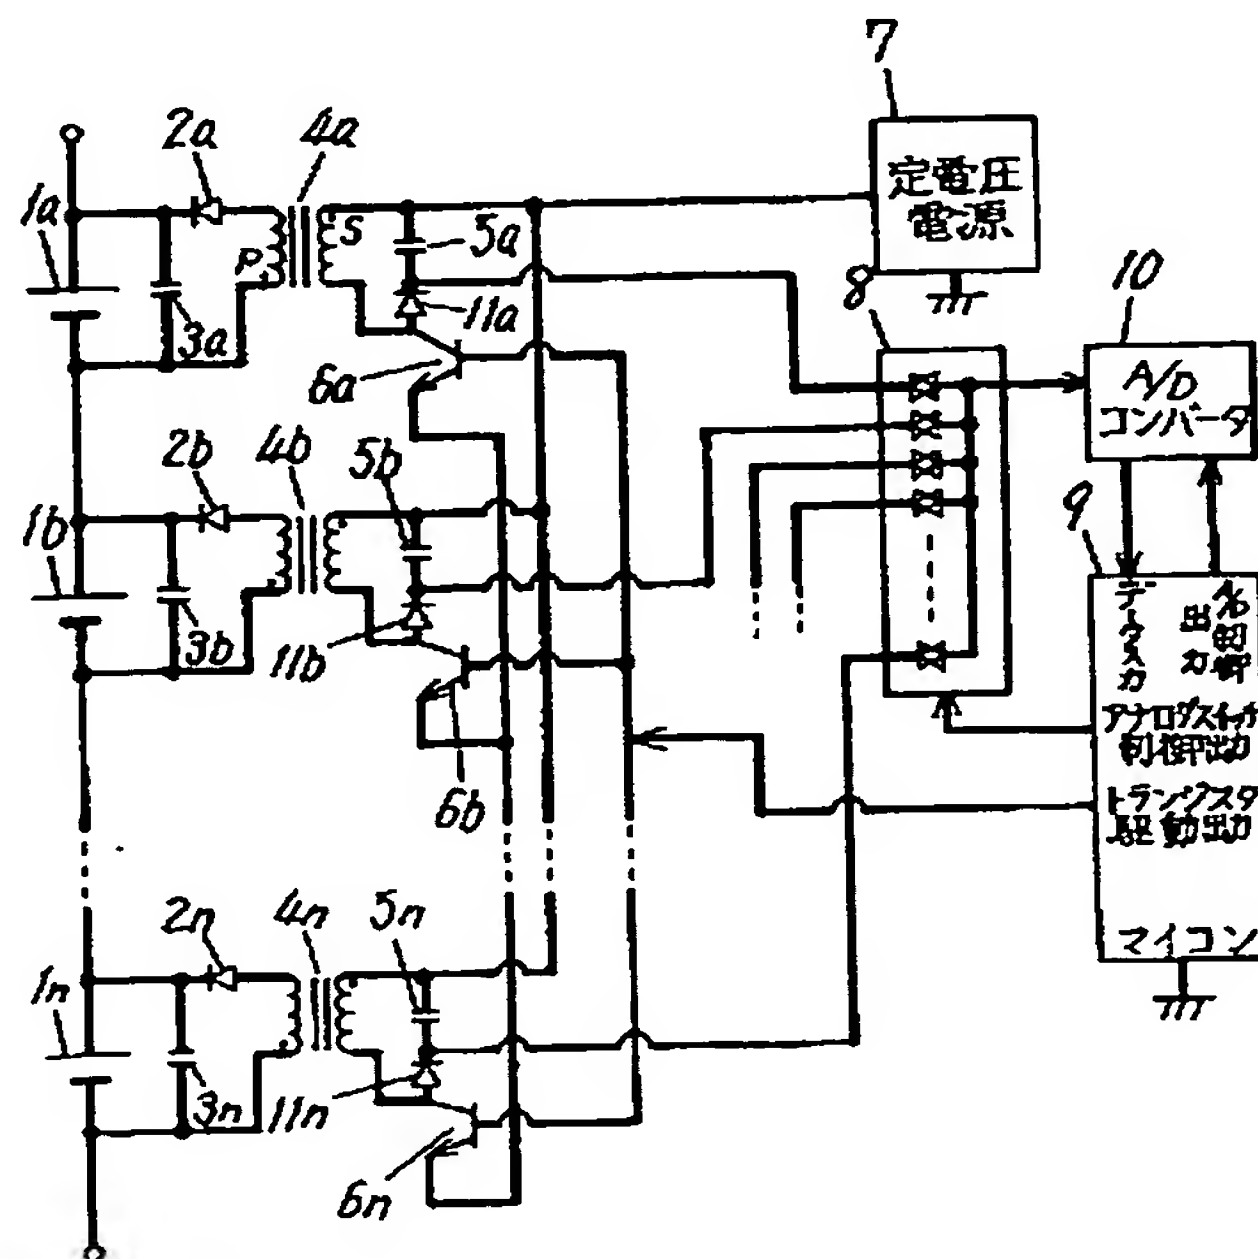 7
定電圧
電源
2a
4a
1a
P
S
5a
3a
11a
6a
8
10
A/D
コンバータ
2b
4b
5b
1b
3b
11b
6b
9
データ入力
A/D制御
出力
アナログスイッチ
制御出力
トランジスタ
駆動出力
マイコン
2n
4n
5n
1n
3n
11n
6n